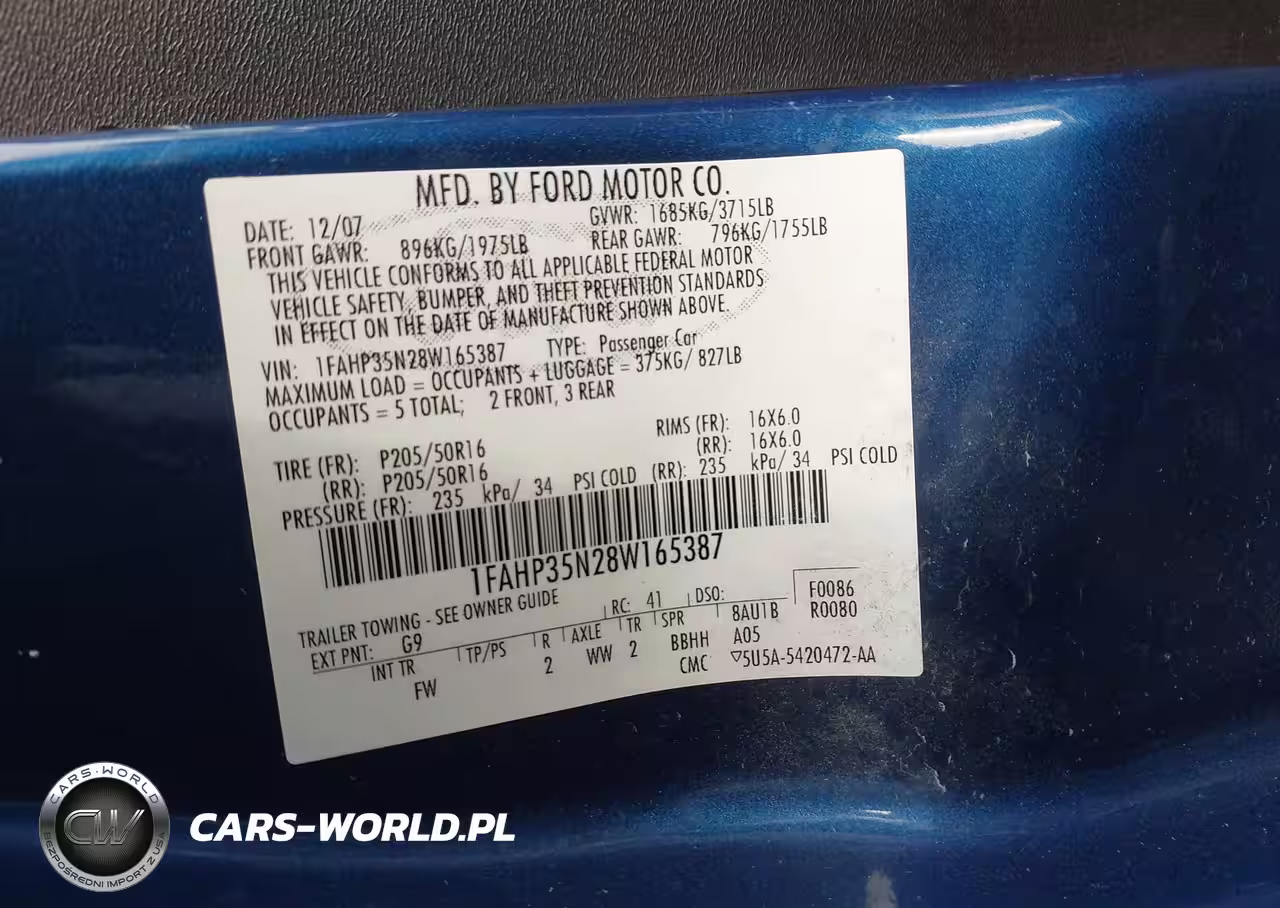 MFD. BY FORD MOTOR CO.
DATE: 12/07 GVWR: 1685KG/3715LB
FRONT GAWR: 896KG/1975LB REAR GAWR: 796KG/1755LB
THIS VEHICLE CONFORMS TO ALL APPLICABLE FEDERAL MOTOR
VEHICLE SAFETY, BUMPER, AND THEFT PREVENTION STANDARDS
IN EFFECT ON THE DATE OF MANUFACTURE SHOWN ABOVE.
VIN: 1FAHP35N28W165387 TYPE: Passenger Car
MAXIMUM LOAD = OCCUPANTS + LUGGAGE = 375KG/ 827LB
OCCUPANTS = 5 TOTAL; 2 FRONT, 3 REAR
TIRE (FR): P205/50R16 RIMS (FR): 16X6.0
(RR): P205/50R16 (RR): 16X6.0
PRESSURE (FR): 235 kPa/ 34 PSI COLD (RR): 235 kPa/ 34 PSI COLD
1FAHP35N28W165387
TRAILER TOWING - SEE OWNER GUIDE
EXT PNT: G9 RC: 41 DSO: F0086
INT TR TP/PS R AXLE TR SPR 8AU1B R0080
FW 2 WW 2 BBHH A05
CMC ▽5U5A-5420472-AA
CARS-WORLD
CW
BEZPOŚREDNI IMPORT Z USA
CARS-WORLD.PL